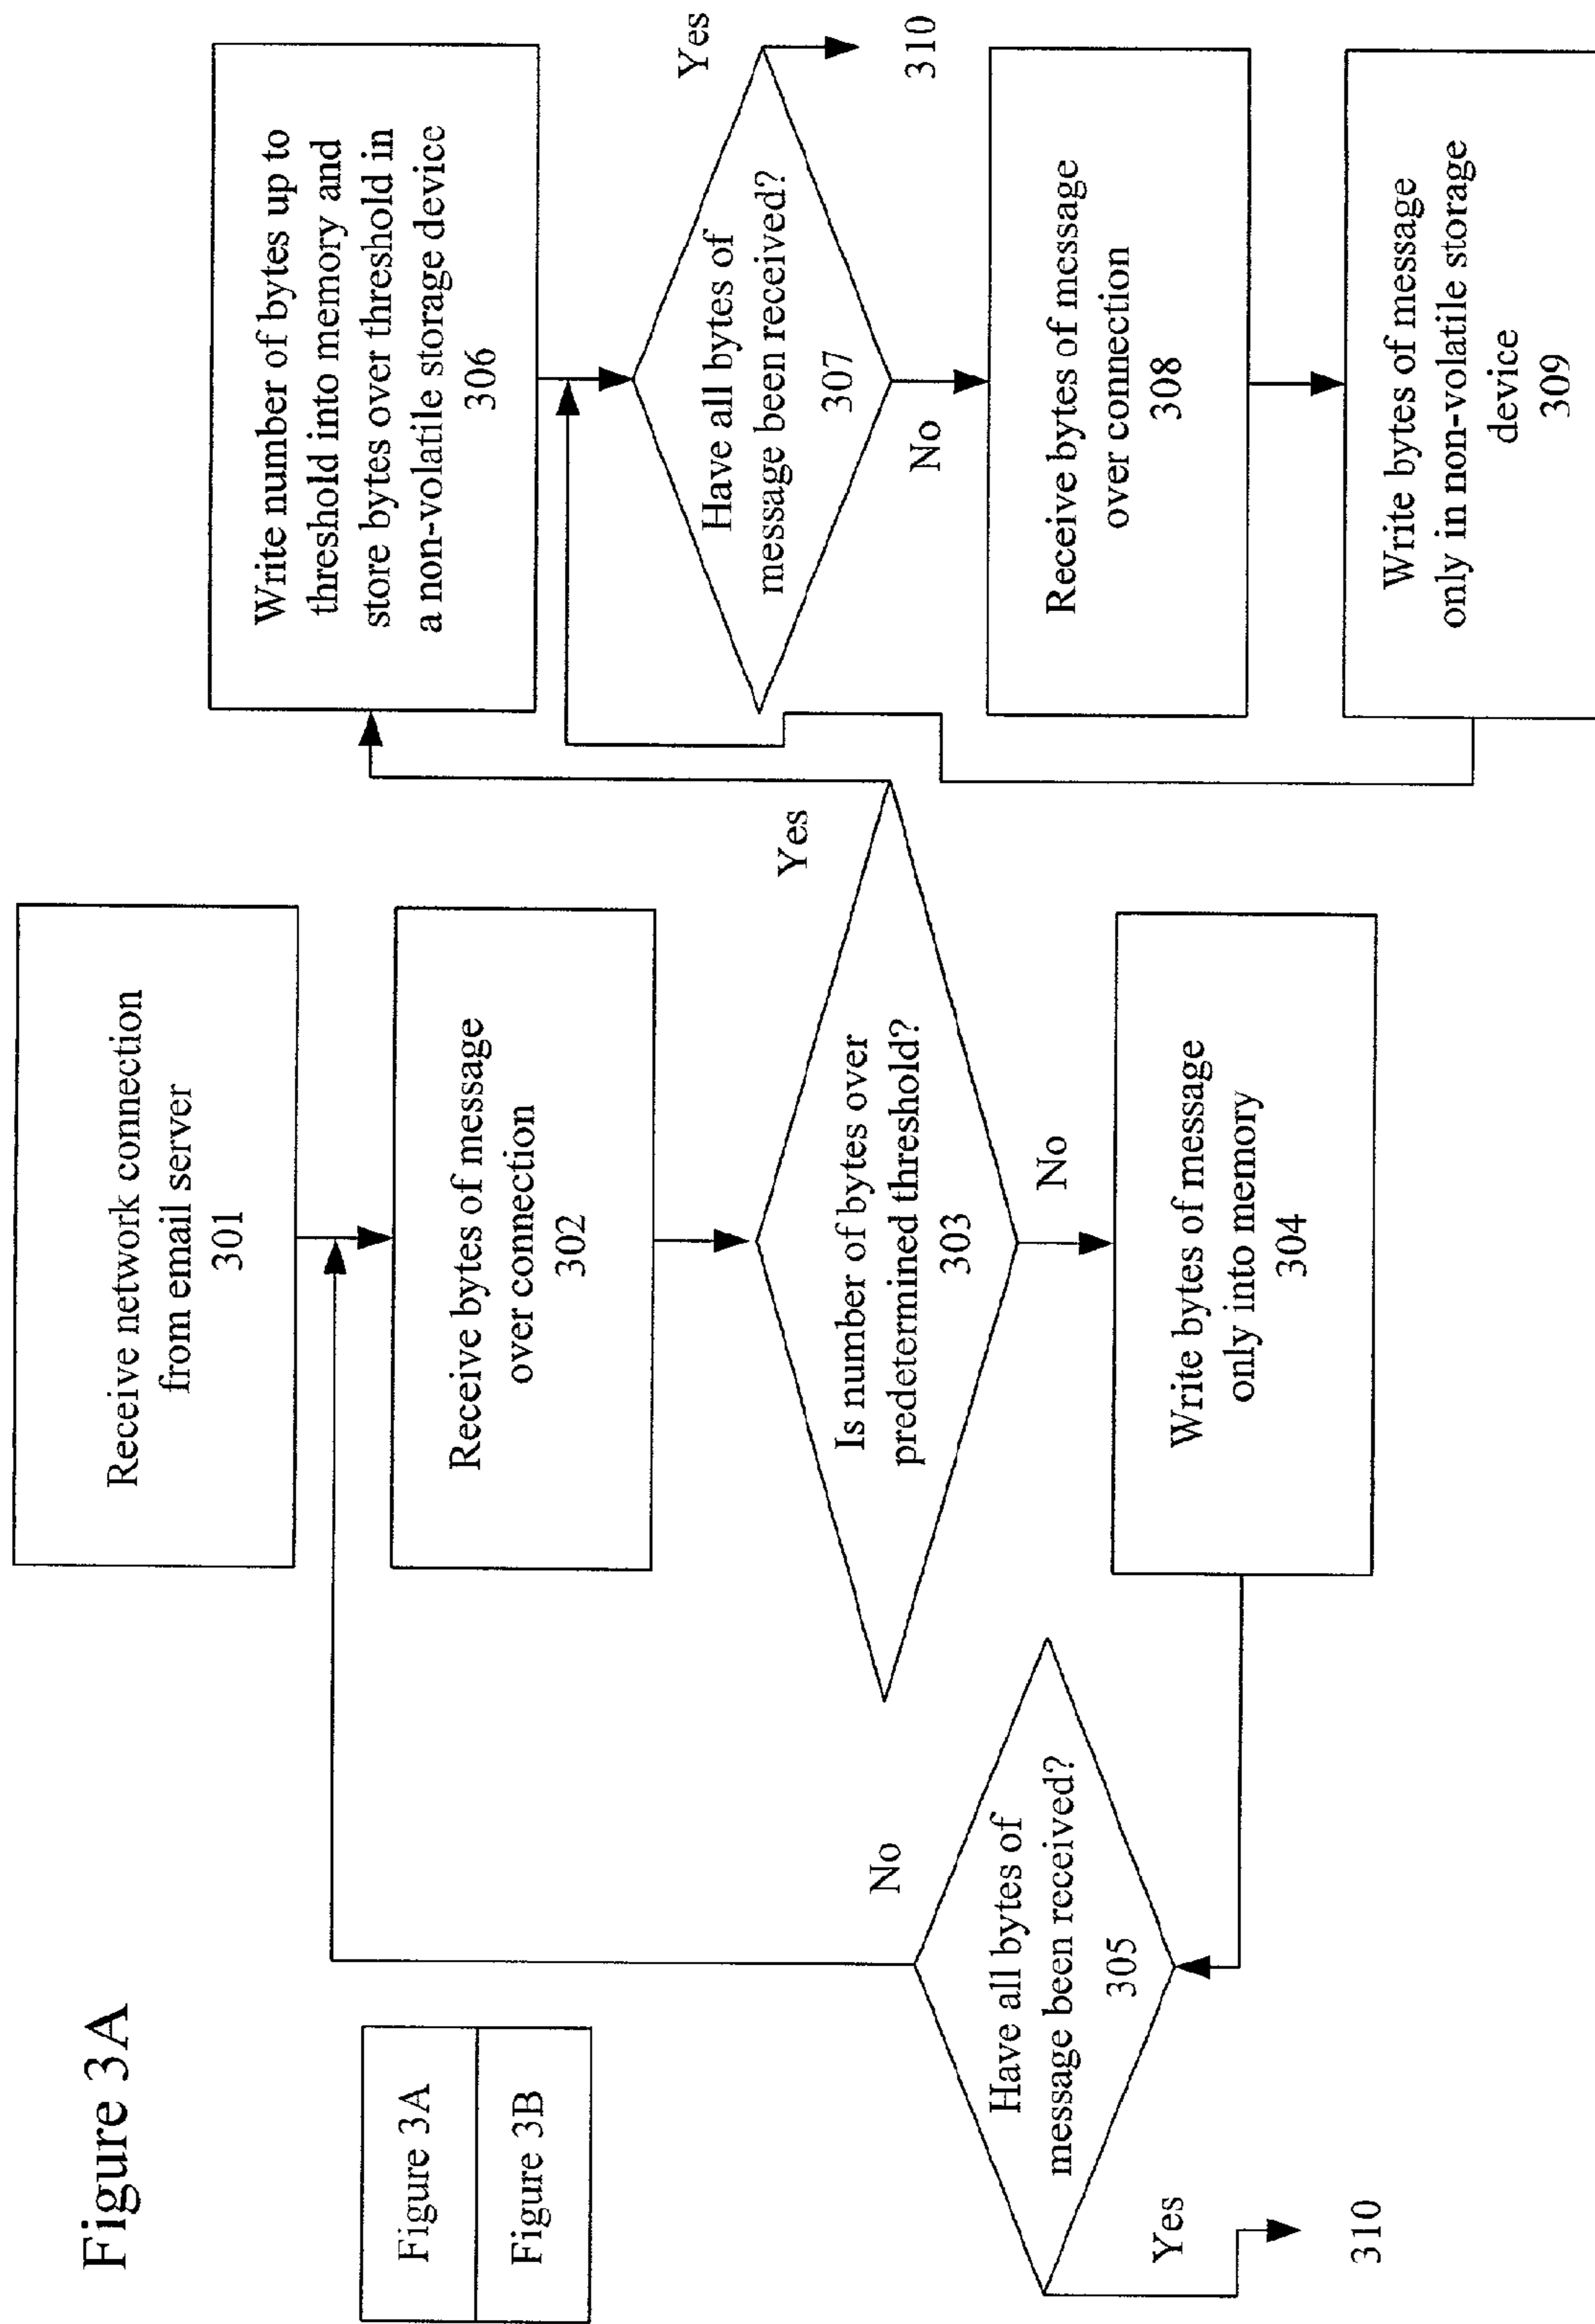 Figure 3A
Figure 3A
Figure 3B
Receive network connection
from email server
301
Receive bytes of message
over connection
302
Is number of bytes over
predetermined threshold?
303
Yes
No
Write bytes of message
only into memory
304
Have all bytes of
message been received?
305
No
Yes
310
Write number of bytes up to
threshold into memory and
store bytes over threshold in
a non-volatile storage device
306
Have all bytes of
message been received?
307
Yes
310
No
Receive bytes of message
over connection
308
Write bytes of message
only in non-volatile storage
device
309